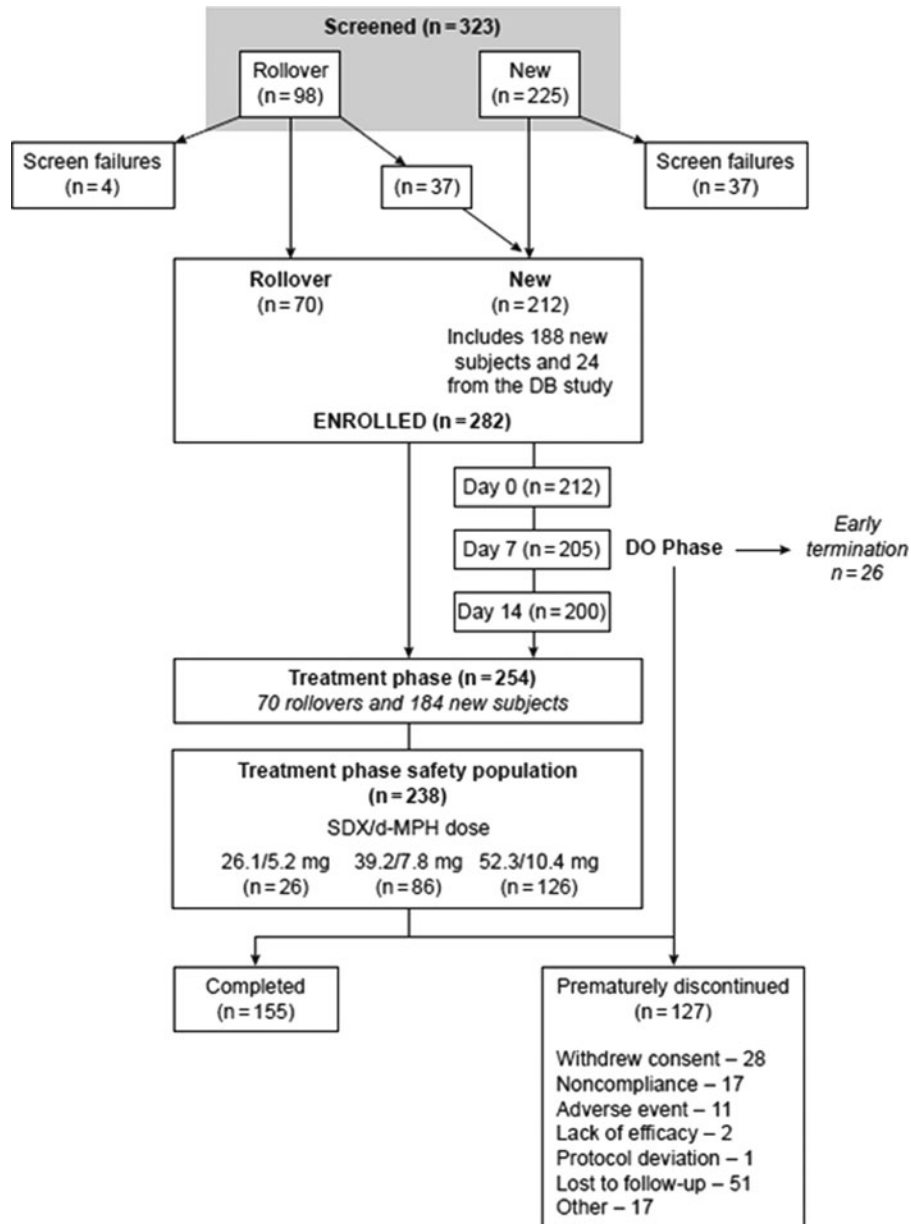 Screened (n = 323)
Rollover
(n = 98)
New
(n = 225)
Screen failures
(n = 4)
(n = 37)
Screen failures
(n = 37)
Rollover
(n = 70)
New
(n = 212)
Includes 188 new
subjects and 24
from the DB study
ENROLLED (n = 282)
Day 0 (n = 212)
Day 7 (n = 205)
DO Phase
Early
termination
n = 26
Day 14 (n = 200)
Treatment phase (n = 254)
70 rollovers and 184 new subjects
Treatment phase safety population
(n = 238)
SDX/d-MPH dose
26.1/5.2 mg 39.2/7.8 mg 52.3/10.4 mg
(n = 26) (n = 86) (n = 126)
Completed
(n = 155)
Prematurely discontinued
(n = 127)
Withdrew consent – 28
Noncompliance – 17
Adverse event – 11
Lack of efficacy – 2
Protocol deviation – 1
Lost to follow-up – 51
Other – 17